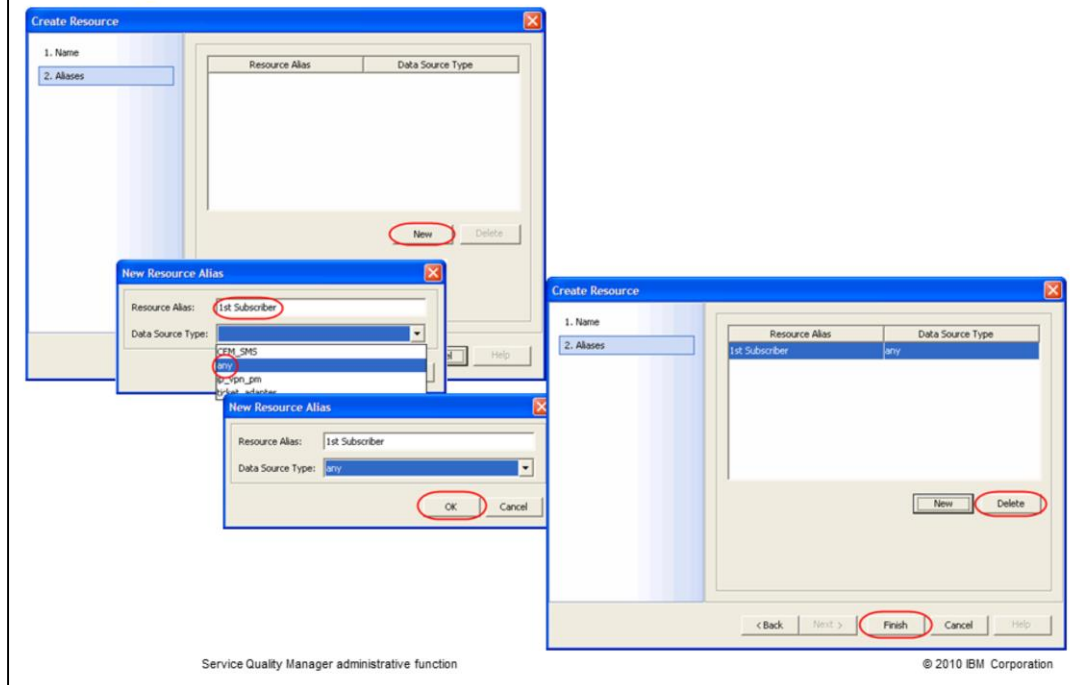 Create Resource
1. Name
2. Aliases
Resource Alias Data Source Type
New Delete
Help
New Resource Alias
Resource Alias: 1st Subscriber
Data Source Type:
CEM_SMS
any
ip_vpn_pm
ticket_adapter
New Resource Alias
Resource Alias: 1st Subscriber
Data Source Type: any
OK Cancel
Create Resource
1. Name
2. Aliases
Resource Alias Data Source Type
1st Subscriber any
New Delete
< Back Next > Finish Cancel Help
Service Quality Manager administrative function © 2010 IBM Corporation